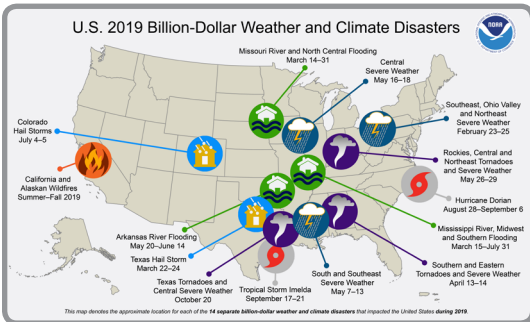 U.S. 2019 Billion-Dollar Weather and Climate Disasters
NOAA
Missouri River and North Central Flooding
March 14–31
Central
Severe Weather
May 16–18
Southeast, Ohio Valley
and Northeast
Severe Weather
February 23–25
Colorado
Hail Storms
July 4–5
Rockies, Central and
Northeast Tornadoes
and Severe Weather
May 26–29
California and
Alaskan Wildfires
Summer–Fall 2019
Hurricane Dorian
August 28–September 6
Arkansas River Flooding
May 20–June 14
Mississippi River, Midwest
and Southern Flooding
March 15–July 31
Texas Hail Storm
March 22–24
Southern and Eastern
Tornadoes and Severe Weather
April 13–14
Texas Tornadoes and
Central Severe Weather
October 20
Tropical Storm Imelda
September 17–21
South and Southeast
Severe Weather
May 7–13
This map denotes the approximate location for each of the 14 separate billion-dollar weather and climate disasters that impacted the United States during 2019.